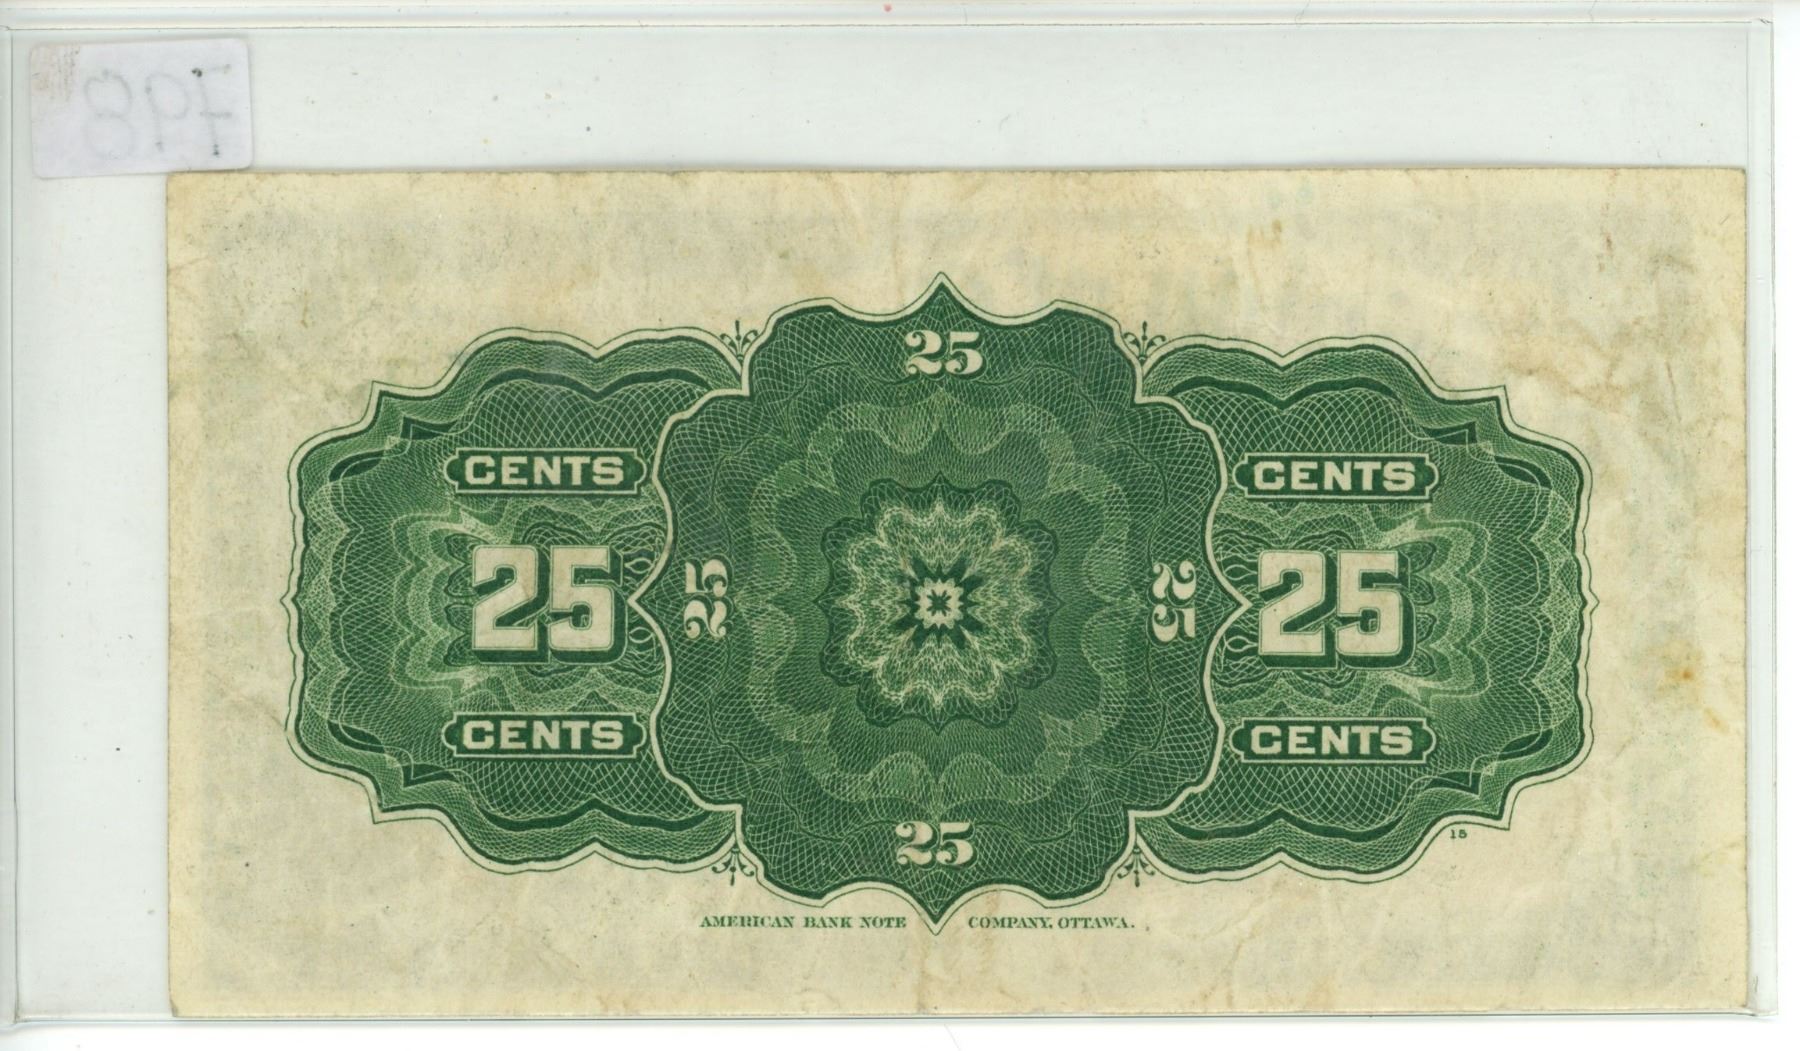 25
CENTS CENTS
25 25 25 25
CENTS CENTS
25
15
AMERICAN BANK NOTE COMPANY, OTTAWA.